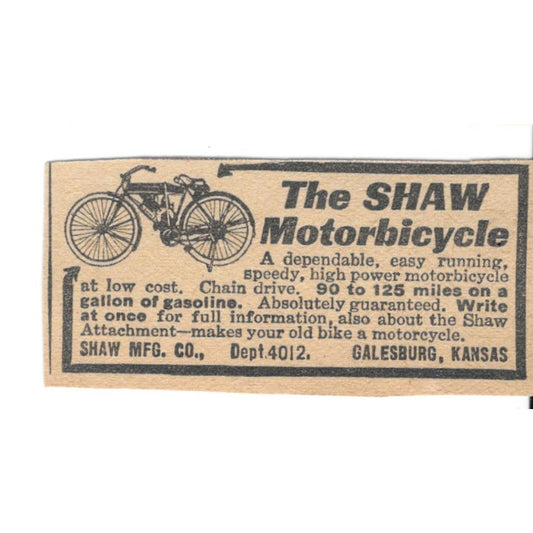 The SHAW
Motorbicycle
A dependable, easy running,
speedy, high power motorbicycle
at low cost. Chain drive. 90 to 125 miles on a
gallon of gasoline. Absolutely guaranteed. Write
at once for full information, also about the Shaw
Attachment—makes your old bike a motorcycle.
SHAW MFG. CO., Dept.4012. GALESBURG, KANSAS